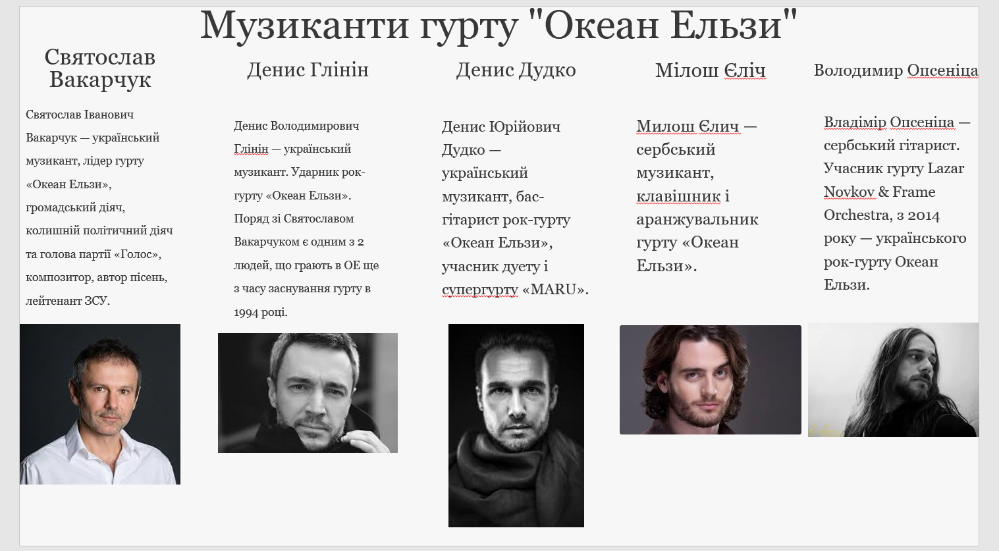 Музиканти гурту "Океан Ельзи"
Святослав
Вакарчук
Святослав Іванович
Вакарчук — український
музикант, лідер гурту
«Океан Ельзи»,
громадський діяч,
колишній політичний діяч
та голова партії «Голос»,
композитор, автор пісень,
лейтенант ЗСУ.
Денис Глінін
Денис Володимирович
Глінін — український
музикант. Ударник рок-
гурту «Океан Ельзи».
Поряд зі Святославом
Вакарчуком є одним з 2
людей, що грають в ОЕ ще
з часу заснування гурту в
1994 році.
Денис Дудко
Денис Юрійович
Дудко —
український
музикант, бас-
гітарист рок-гурту
«Океан Ельзи»,
учасник дуету і
супергурту «MARU».
Мілош Єліч
Милош Єлич —
сербський
музикант,
клавішник і
аранжувальник
гурту «Океан
Ельзи».
Володимир Опсеніца
Владімір Опсеніца —
сербський гітарист.
Учасник гурту Lazar
Novkov & Frame
Orchestra, з 2014
року — українського
рок-гурту Океан
Ельзи.